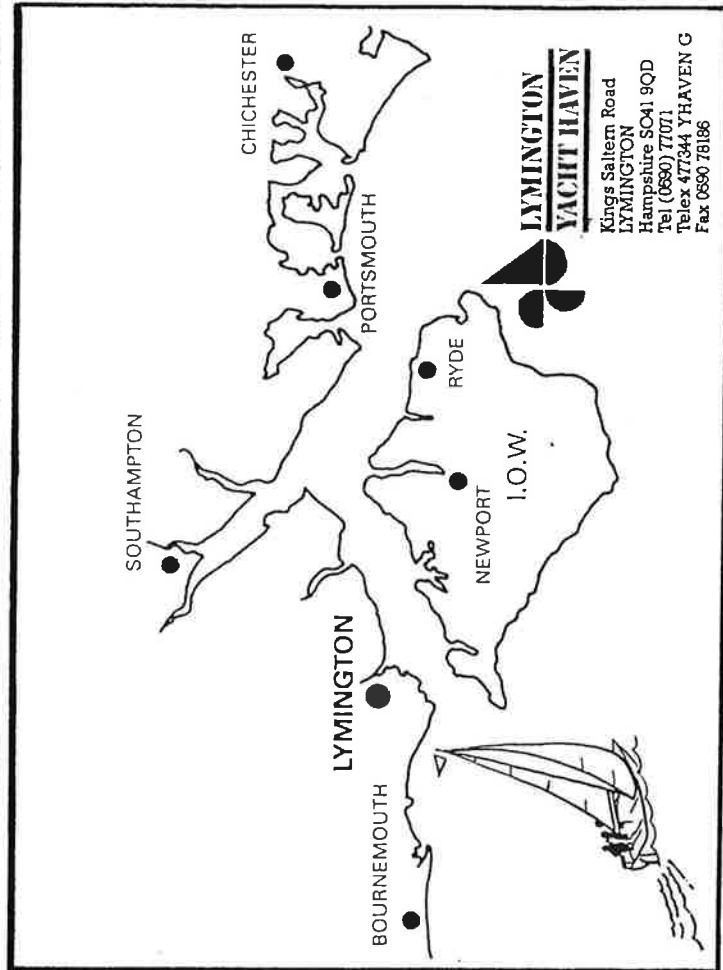 CHICHESTER
PORTSMOUTH
SOUTHAMPTON
RYDE
NEWPORT
I.O.W.
LYMINGTON
BOURNEMOUTH
LYMINGTON
YACHT HAVEN
Kings Saltern Road
LYMINGTON
Hampshire SO41 9QD
Tel (0590) 77071
Telex 477344 YHAVEN G
Fax 0590 78186